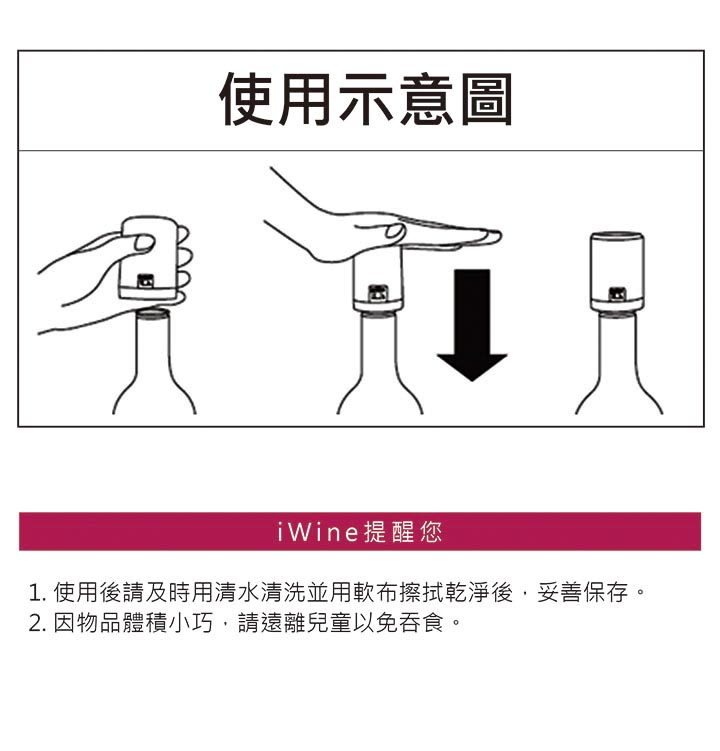 使用示意圖
iWine提醒您
1. 使用後請及時用清水清洗並用軟布擦拭乾淨後，妥善保存。
2. 因物品體積小巧，請遠離兒童以免吞食。